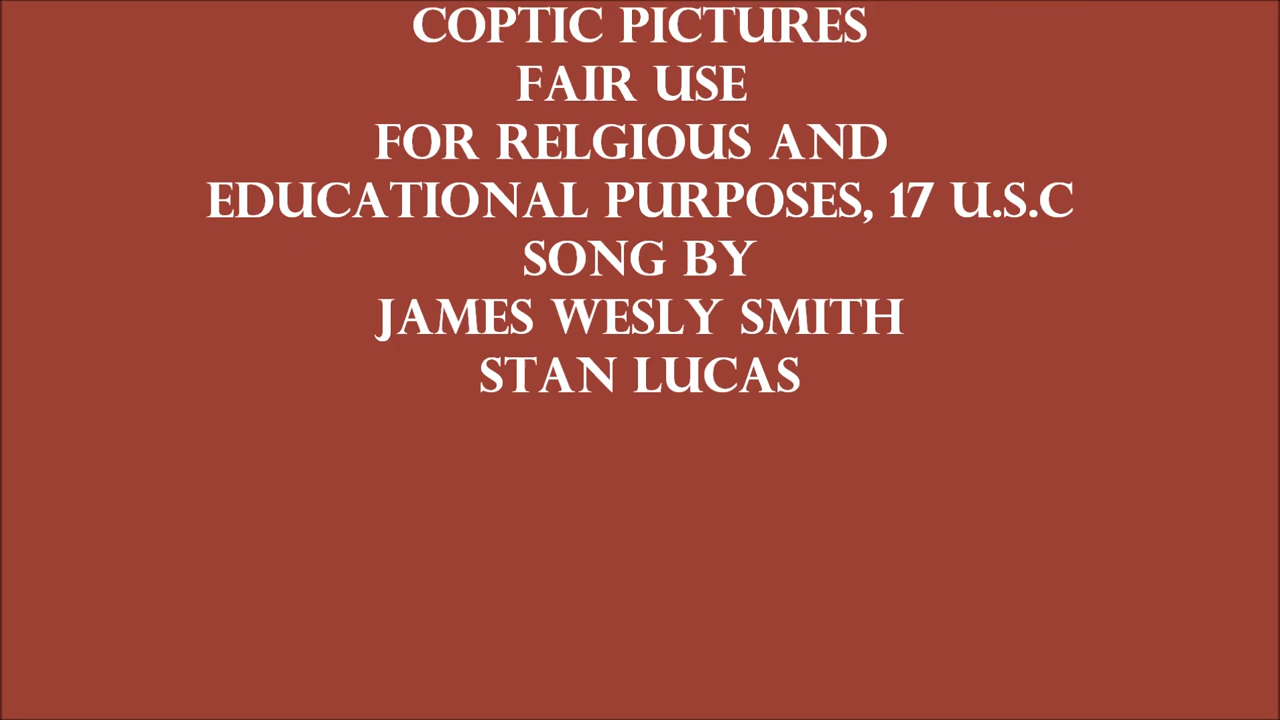 COPTIC PICTURES
FAIR USE
FOR RELGIOUS AND
EDUCATIONAL PURPOSES, 17 U.S.C
SONG BY
JAMES WESLY SMITH
STAN LUCAS